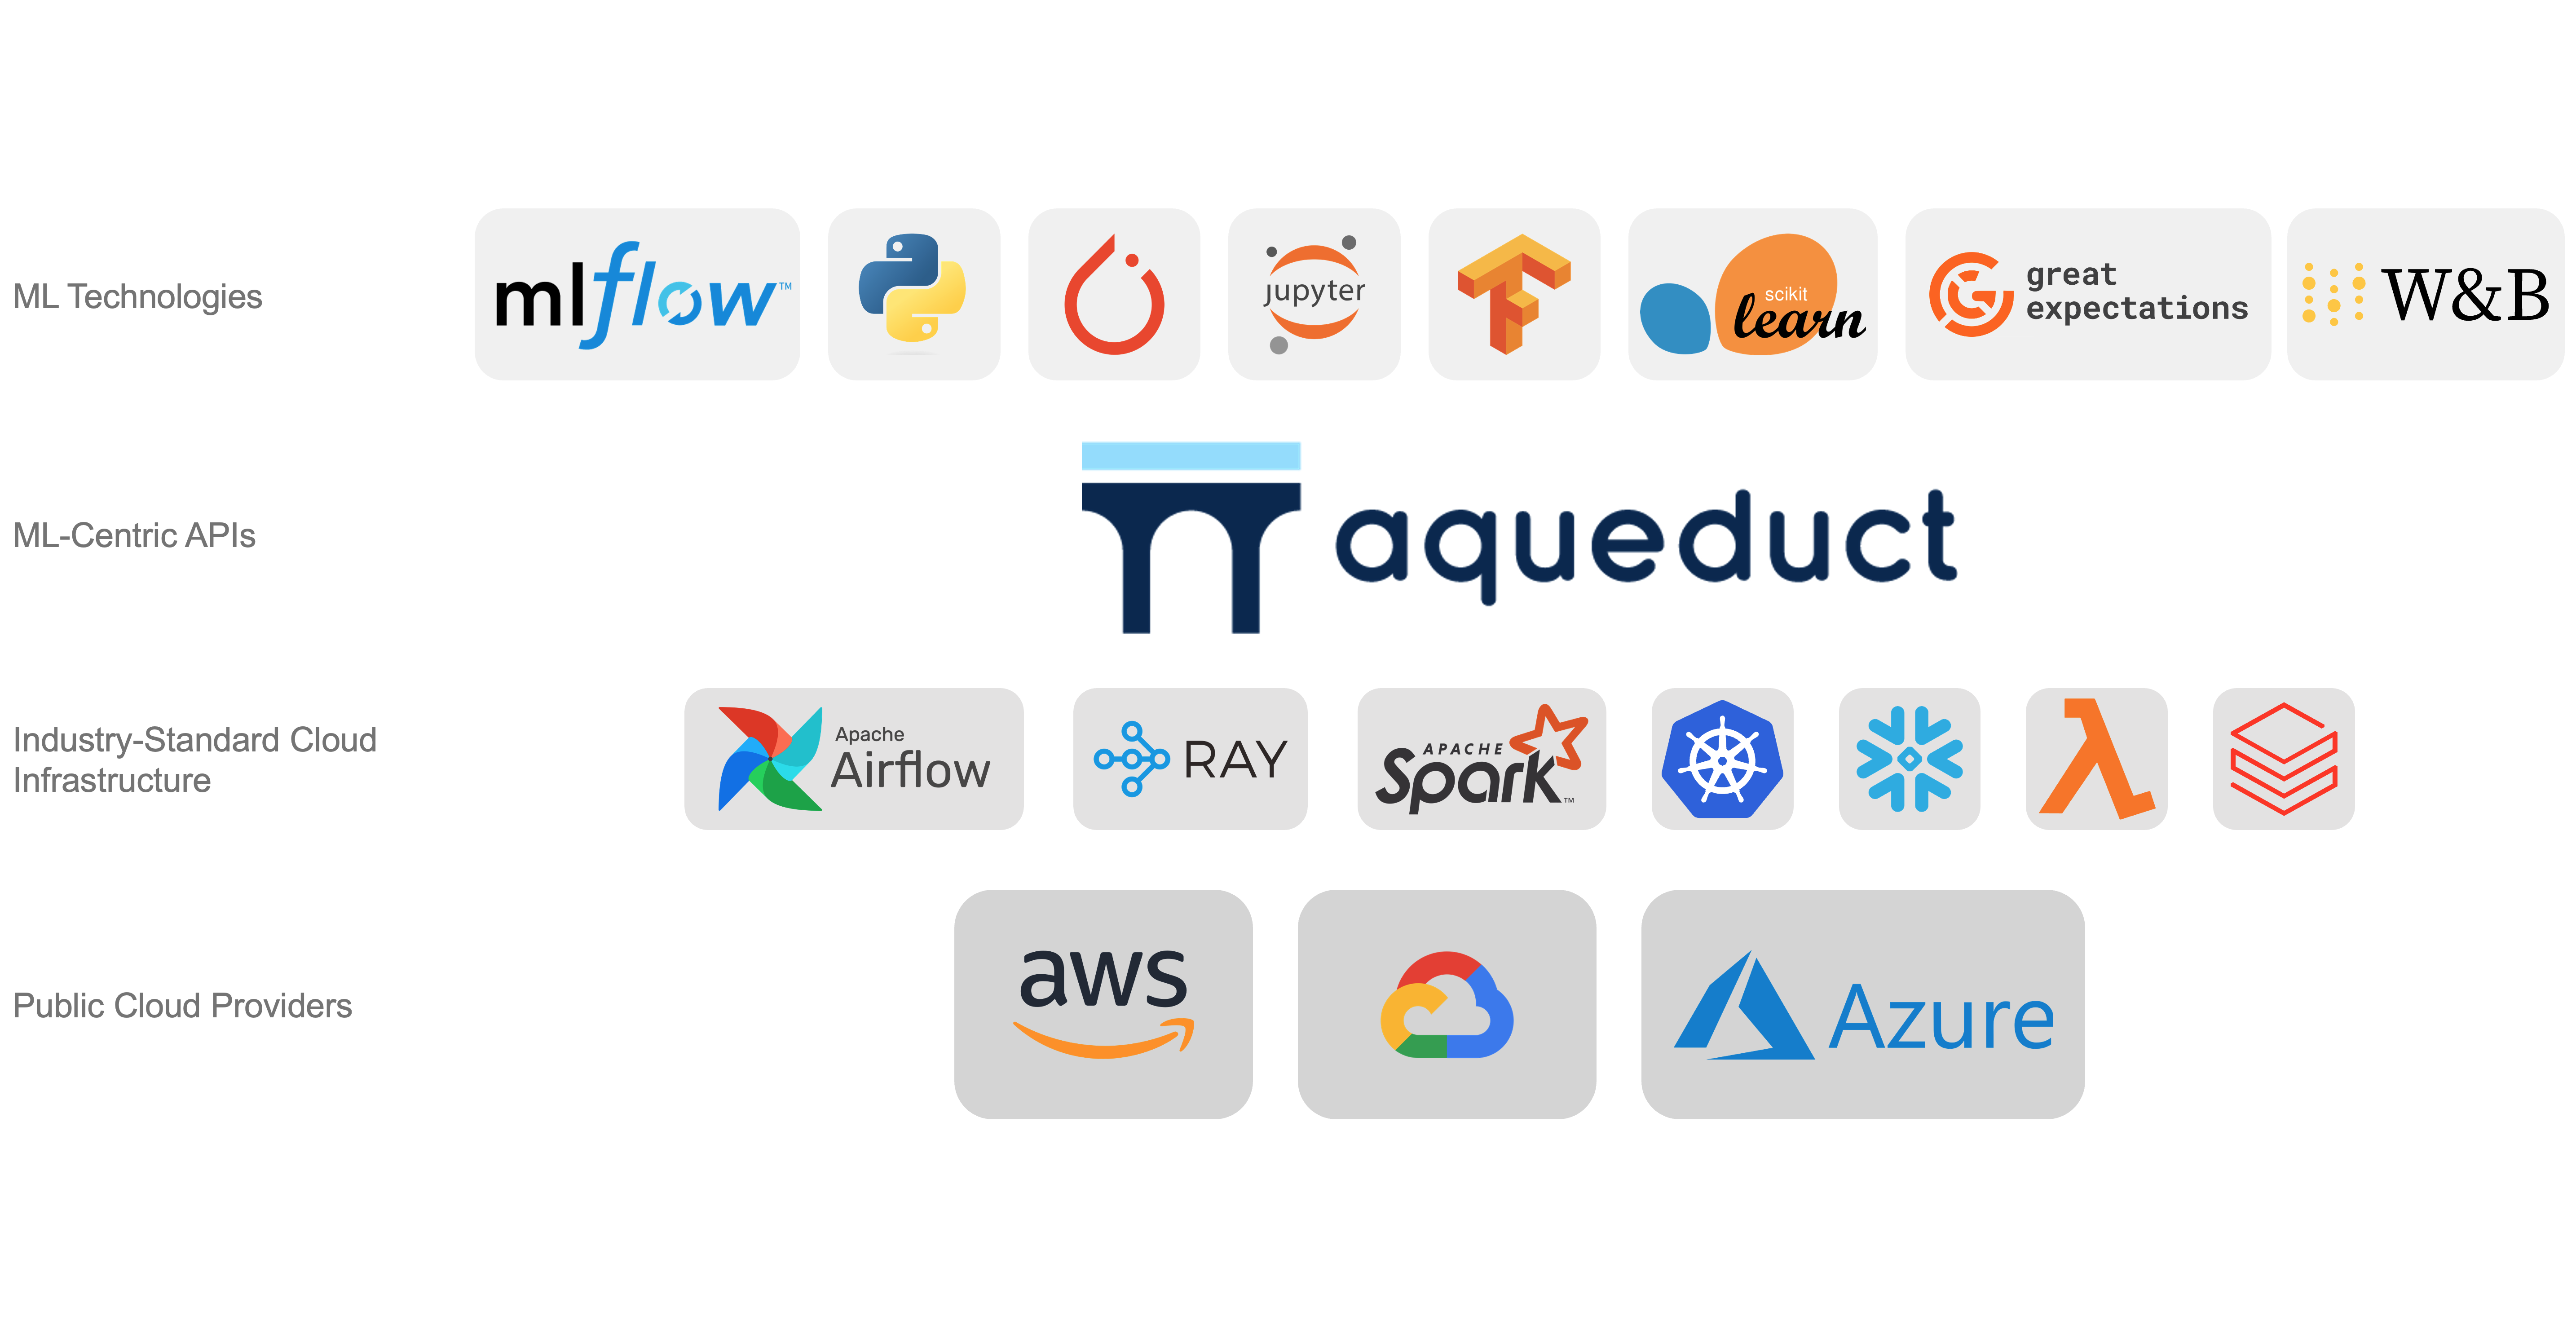 ML Technologies
mlflow™
jupyter
scikit
learn
great
expectations
W&B
ML-Centric APIs
aqueduct
Industry-Standard Cloud
Infrastructure
Apache
Airflow
RAY
APACHE
Spark™
Public Cloud Providers
aws
Azure